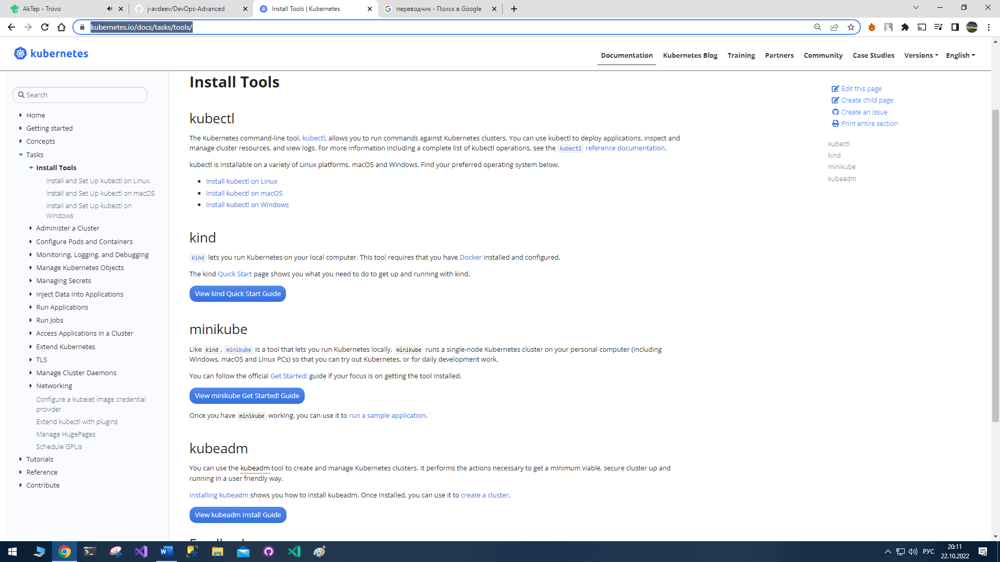 АкТер - Trovo
j-avdeev/DevOps-Advanced
Install Tools | Kubernetes
переводчик - Поиск в Google
kubernetes.io/docs/tasks/tools/
kubernetes
Documentation
Kubernetes Blog
Training
Partners
Community
Case Studies
Versions
English
Search
Home
Getting started
Concepts
Tasks
Install Tools
Install and Set Up kubectl on Linux
Install and Set Up kubectl on macOS
Install and Set Up kubectl on
Windows
Administer a Cluster
Configure Pods and Containers
Monitoring, Logging, and Debugging
Manage Kubernetes Objects
Managing Secrets
Inject Data Into Applications
Run Applications
Run Jobs
Access Applications in a Cluster
Extend Kubernetes
TLS
Manage Cluster Daemons
Networking
Configure a kubelet image credential
provider
Extend kubectl with plugins
Manage HugePages
Schedule GPUs
Tutorials
Reference
Contribute
Install Tools
kubectl
The Kubernetes command-line tool, kubectl, allows you to run commands against Kubernetes clusters. You can use kubectl to deploy applications, inspect and
manage cluster resources, and view logs. For more information including a complete list of kubectl operations, see the kubectl reference documentation.
kubectl is installable on a variety of Linux platforms, macOS and Windows. Find your preferred operating system below.
Install kubectl on Linux
Install kubectl on macOS
Install kubectl on Windows
kind
kind lets you run Kubernetes on your local computer. This tool requires that you have Docker installed and configured.
The kind Quick Start page shows you what you need to do to get up and running with kind.
View kind Quick Start Guide
minikube
Like kind, minikube is a tool that lets you run Kubernetes locally. minikube runs a single-node Kubernetes cluster on your personal computer (including
Windows, macOS and Linux PCs) so that you can try out Kubernetes, or for daily development work.
You can follow the official Get Started! guide if your focus is on getting the tool installed.
View minikube Get Started! Guide
Once you have minikube working, you can use it to run a sample application.
kubeadm
You can use the kubeadm tool to create and manage Kubernetes clusters. It performs the actions necessary to get a minimum viable, secure cluster up and
running in a user friendly way.
Installing kubeadm shows you how to install kubeadm. Once installed, you can use it to create a cluster.
View kubeadm Install Guide
Edit this page
Create child page
Create an issue
Print entire section
kubectl
kind
minikube
kubeadm
РУС
20:11
22.10.2022